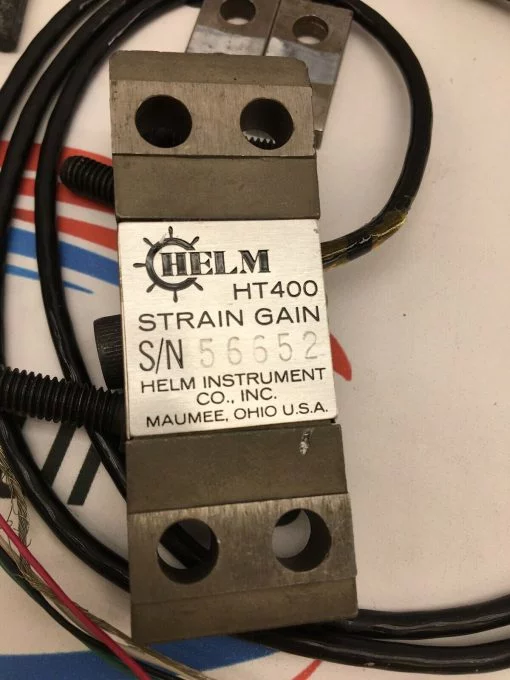 HELM
HT400
STRAIN GAIN
S/N 56652
HELM INSTRUMENT
CO., INC.
MAUMEE, OHIO U.S.A.